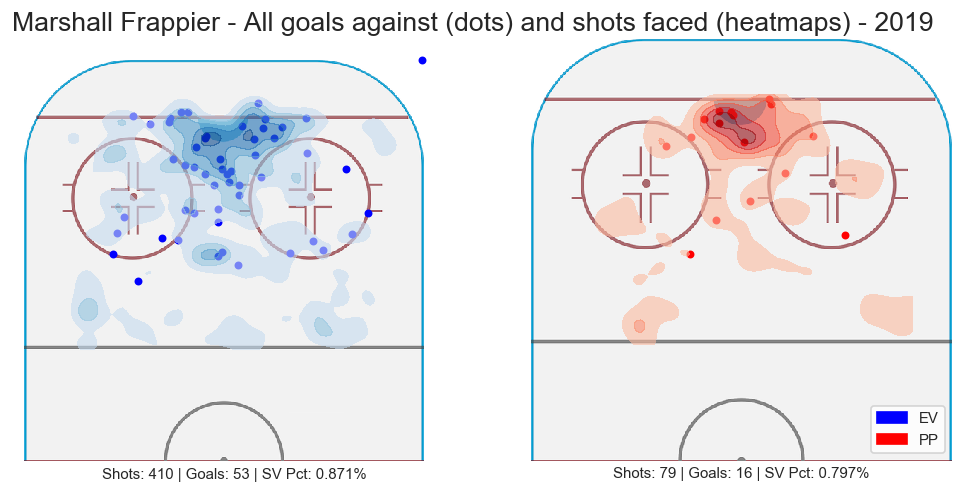 Marshall Frappier - All goals against (dots) and shots faced (heatmaps) - 2019
EV
PP
Shots: 410 | Goals: 53 | SV Pct: 0.871%
Shots: 79 | Goals: 16 | SV Pct: 0.797%